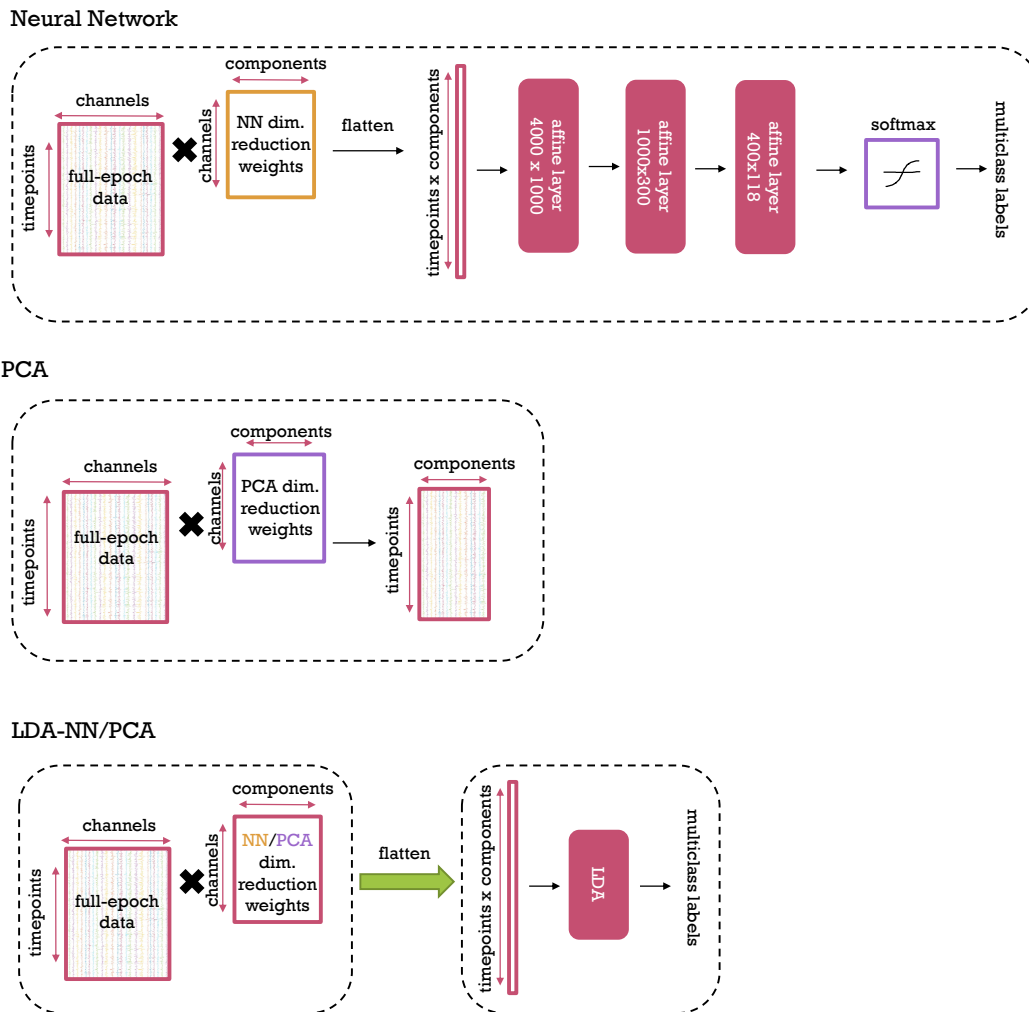 Neural Network
components
channels
timepoints
full-epoch
data
channels
NN dim.
reduction
weights
flatten
timepoints x components
affine layer
4000 x 1000
affine layer
1000x300
affine layer
400x118
softmax
multiclass labels
PCA
components
channels
timepoints
full-epoch
data
channels
PCA dim.
reduction
weights
components
timepoints
LDA-NN/PCA
components
channels
timepoints
full-epoch
data
channels
NN/PCA
dim.
reduction
weights
flatten
timepoints x components
LDA
multiclass labels